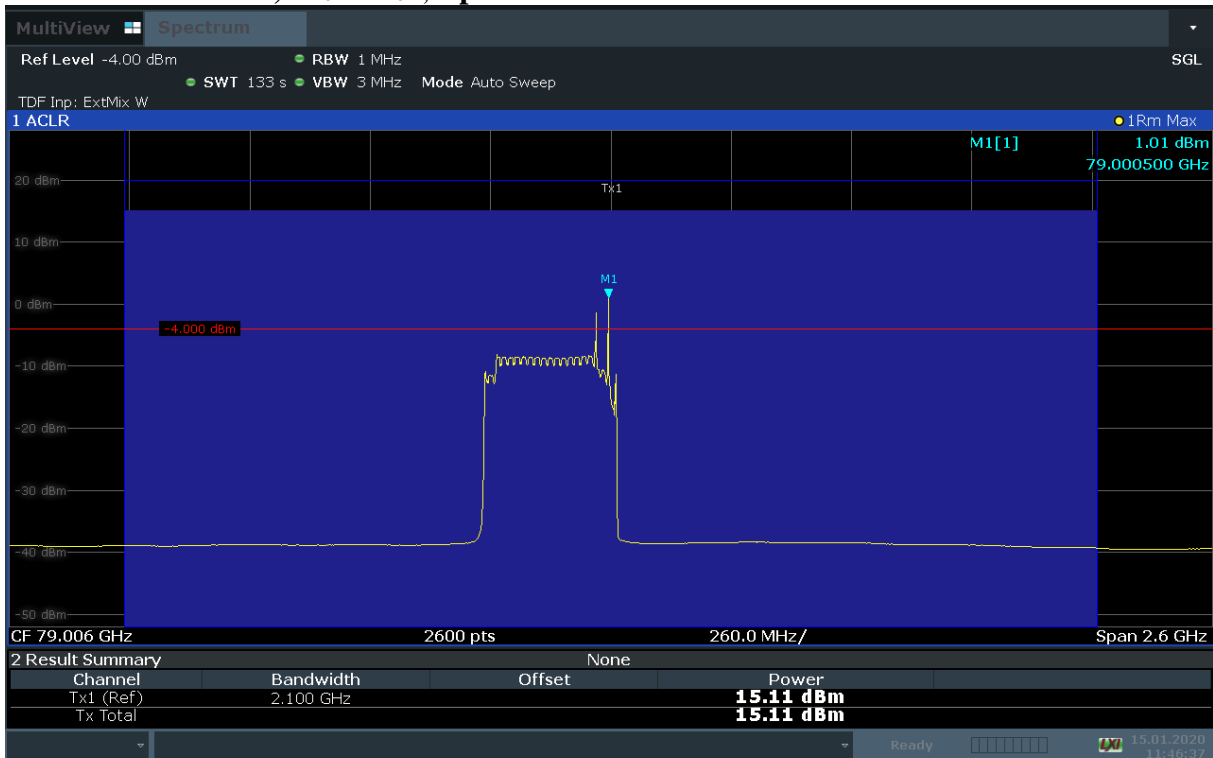 MultiView Spectrum
Ref Level -4.00 dBm RBW 1 MHz SGL
SWT 133 s VBW 3 MHz Mode Auto Sweep
TDF Inp: ExtMix W
1 ACLR 1Rm Max
M1[1] 1.01 dBm
79.000500 GHz
20 dBm
Tx1
10 dBm
M1
0 dBm
-4.000 dBm
-10 dBm
-20 dBm
-30 dBm
-40 dBm
-50 dBm
CF 79.006 GHz 2600 pts 260.0 MHz/ Span 2.6 GHz
2 Result Summary None
Channel Bandwidth Offset Power
Tx1 (Ref) 2.100 GHz 15.11 dBm
Tx Total 15.11 dBm
Ready LXI 15.01.2020
11:46:37